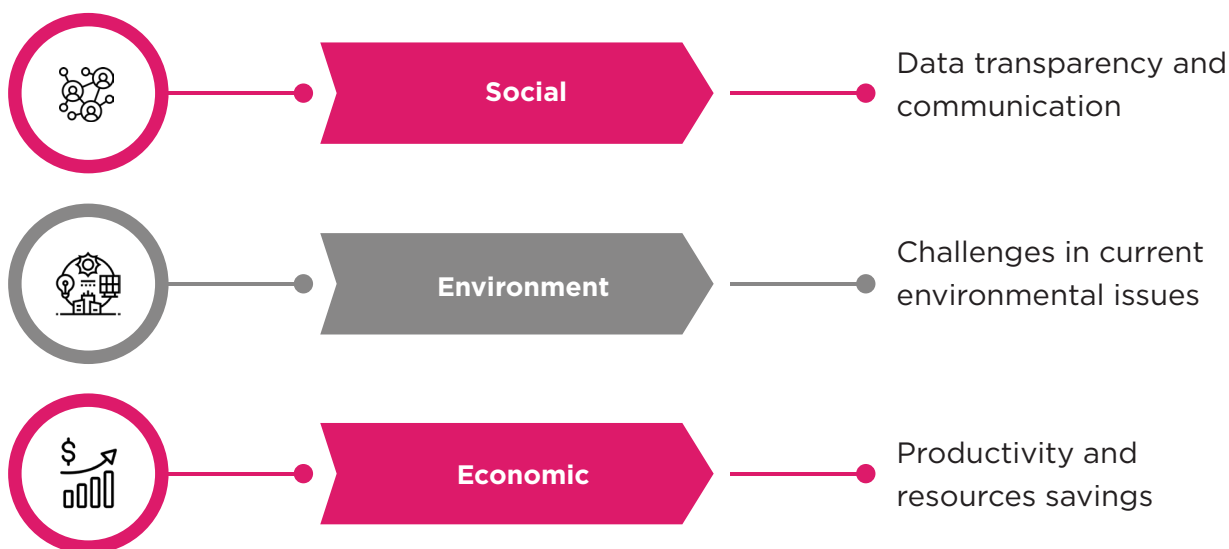 Social
Data transparency and
communication
Environment
Challenges in current
environmental issues
$
Economic
Productivity and
resources savings